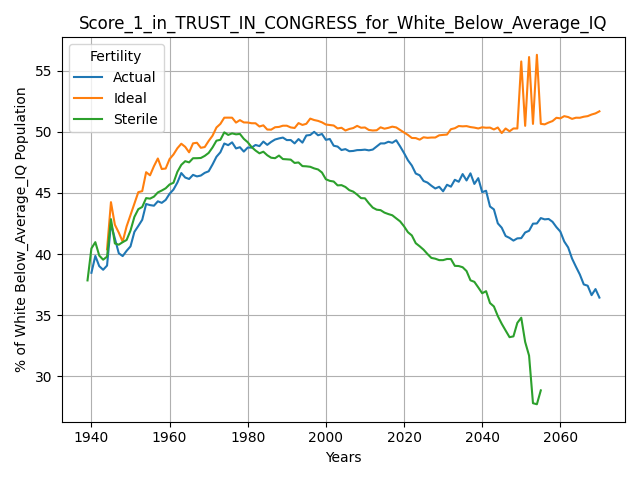 Score_1_in_TRUST_IN_CONGRESS_for_White_Below_Average_IQ
Fertility
Actual
Ideal
Sterile
% of White Below_Average_IQ Population
55
50
45
40
35
30
1940
1960
1980
2000
2020
2040
2060
Years